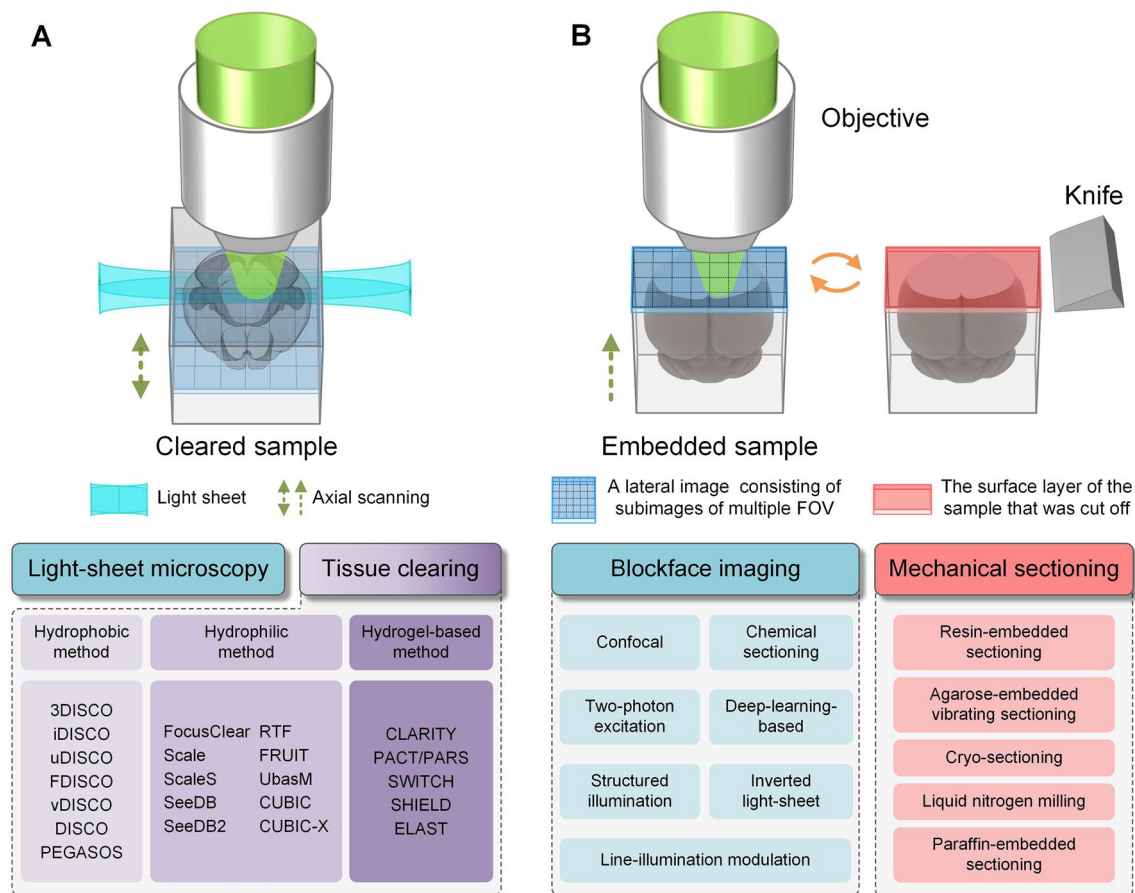 A
B
Objective
Knife
Cleared sample
Embedded sample
Light sheet
Axial scanning
A lateral image consisting of
subimages of multiple FOV
The surface layer of the
sample that was cut off
Light-sheet microscopy
Tissue clearing
Hydrophobic
method
Hydrophilic
method
Hydrogel-based
method
3DISCO
iDISCO
uDISCO
FDISCO
vDISCO
DISCO
PEGASOS
FocusClear
Scale
ScaleS
SeeDB
SeeDB2
RTF
FRUIT
UbasM
CUBIC
CUBIC-X
CLARITY
PACT/PARS
SWITCH
SHIELD
ELAST
Blockface imaging
Confocal
Chemical
sectioning
Two-photon
excitation
Deep-learning-
based
Structured
illumination
Inverted
light-sheet
Line-illumination modulation
Mechanical sectioning
Resin-embedded
sectioning
Agarose-embedded
vibrating sectioning
Cryo-sectioning
Liquid nitrogen milling
Paraffin-embedded
sectioning